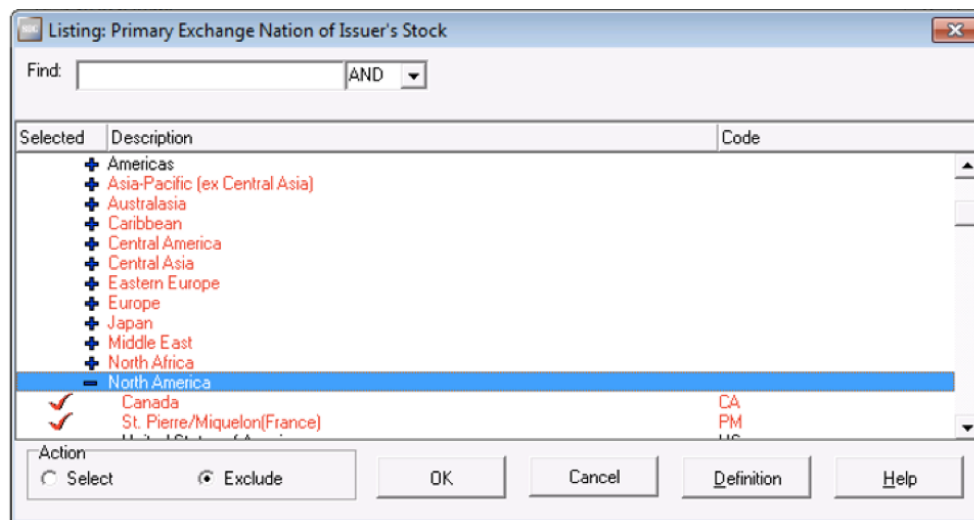 Listing: Primary Exchange Nation of Issuer's Stock
Find: AND
Selected Description Code
Americas
Asia-Pacific (ex Central Asia)
Australasia
Caribbean
Central America
Central Asia
Eastern Europe
Europe
Japan
Middle East
North Africa
North America
Canada CA
St. Pierre/Miquelon(France) PM
Action
Select Exclude OK Cancel Definition Help